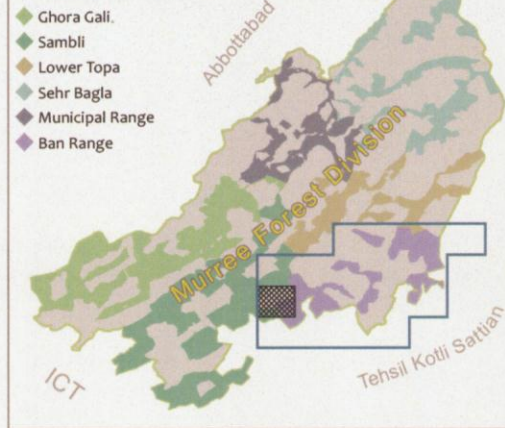 Ghora Gali.
Sambli
Lower Topa
Sehr Bagla
Municipal Range
Ban Range
Abbottabad
Murree Forest Division
ICT
Tehsil Kotli Sattian